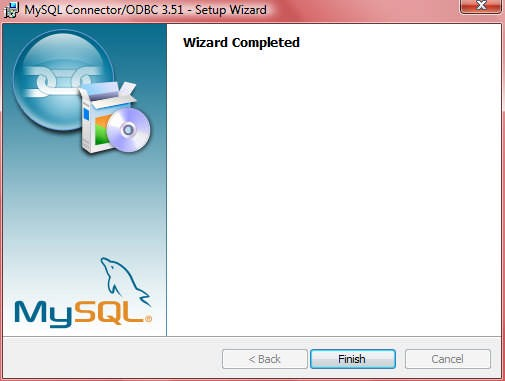 MySQL Connector/ODBC 3.51 - Setup Wizard
Wizard Completed
MySQL®
< Back
Finish
Cancel